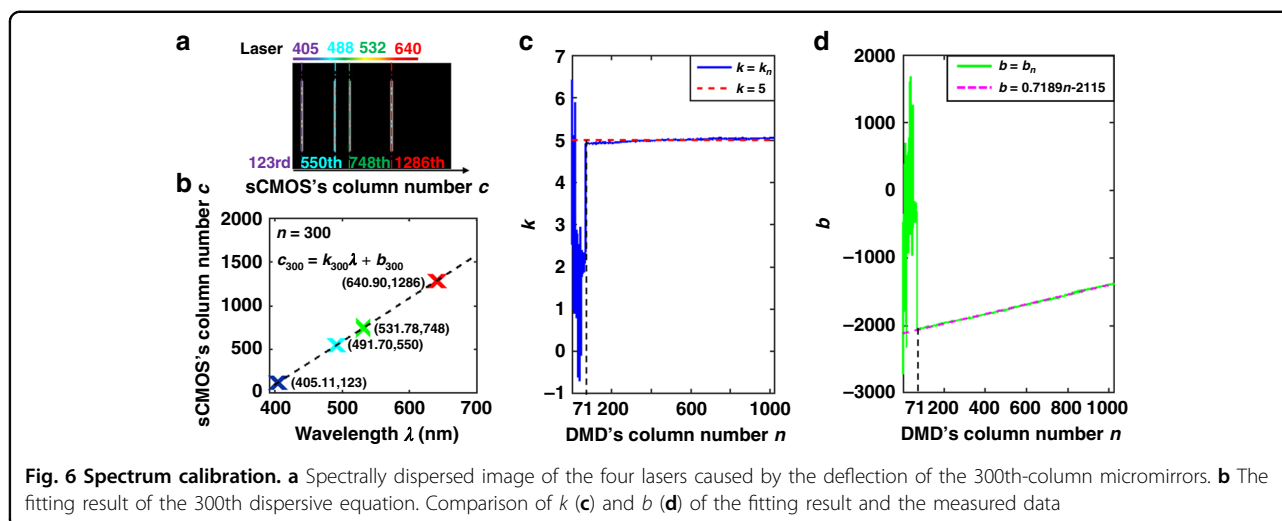 a
Laser 405 488 532 640
123rd 550th 748th 1286th
sCMOS's column number c
b
sCMOS's column number c
2000
1500
1000
500
0
n = 300
c300 = k300λ + b300
(640.90,1286)
(531.78,748)
(491.70,550)
(405.11,123)
400 500 600 700
Wavelength λ (nm)
c
k
7
6
5
4
3
2
1
0
−1
k = kn
k = 5
71 200 600 1000
DMD's column number n
d
b
2000
1000
0
−1000
−2000
−3000
b = bn
b = 0.7189n-2115
71 200 400 600 800 1000
DMD's column number n
Fig. 6 Spectrum calibration. a Spectrally dispersed image of the four lasers caused by the deflection of the 300th-column micromirrors. b The
fitting result of the 300th dispersive equation. Comparison of k (c) and b (d) of the fitting result and the measured data